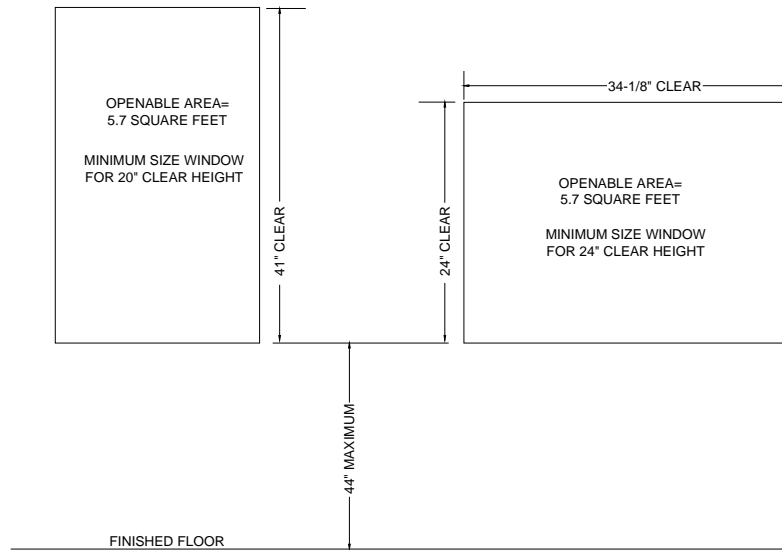 OPENABLE AREA=
5.7 SQUARE FEET
MINIMUM SIZE WINDOW
FOR 20" CLEAR HEIGHT
41" CLEAR
34-1/8" CLEAR
24" CLEAR
OPENABLE AREA=
5.7 SQUARE FEET
MINIMUM SIZE WINDOW
FOR 24" CLEAR HEIGHT
44" MAXIMUM
FINISHED FLOOR